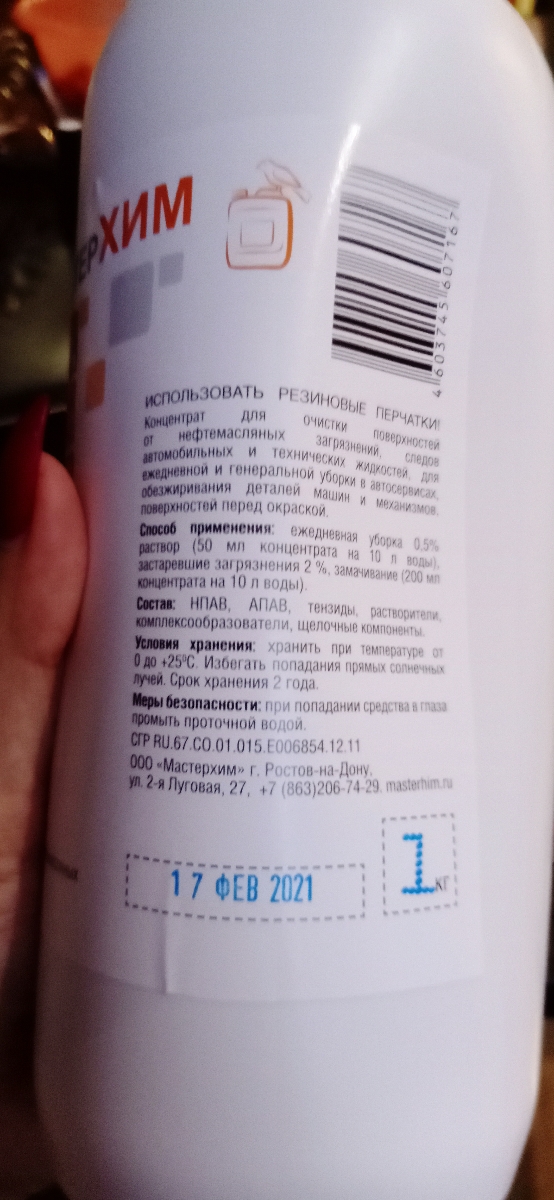 ЕРХИМ
4 603745 607167
ИСПОЛЬЗОВАТЬ РЕЗИНОВЫЕ ПЕРЧАТКИ!
Концентрат для очистки поверхностей
от нефтемасляных загрязнений, следов
автомобильных и технических жидкостей, для
ежедневной и генеральной уборки в автосервисах,
обезжиривания деталей машин и механизмов,
поверхностей перед окраской.
Способ применения: ежедневная уборка 0,5%
раствор (50 мл концентрата на 10 л воды),
застаревшие загрязнения 2 %, замачивание (200 мл
концентрата на 10 л воды).
Состав: НПАВ, АПАВ, тензиды, растворители,
комплексообразователи, щелочные компоненты.
Условия хранения: хранить при температуре от
0 до +25⁰С. Избегать попадания прямых солнечных
лучей. Срок хранения 2 года.
Меры безопасности: при попадании средства в глаза
промыть проточной водой.
СГР RU.67.CO.01.015.E006854.12.11
ООО «Мастерхим» г. Ростов-на-Дону,
ул. 2-я Луговая, 27, +7 (863)206-74-29, masterhim.ru
17 ФЕВ 2021
1 кг